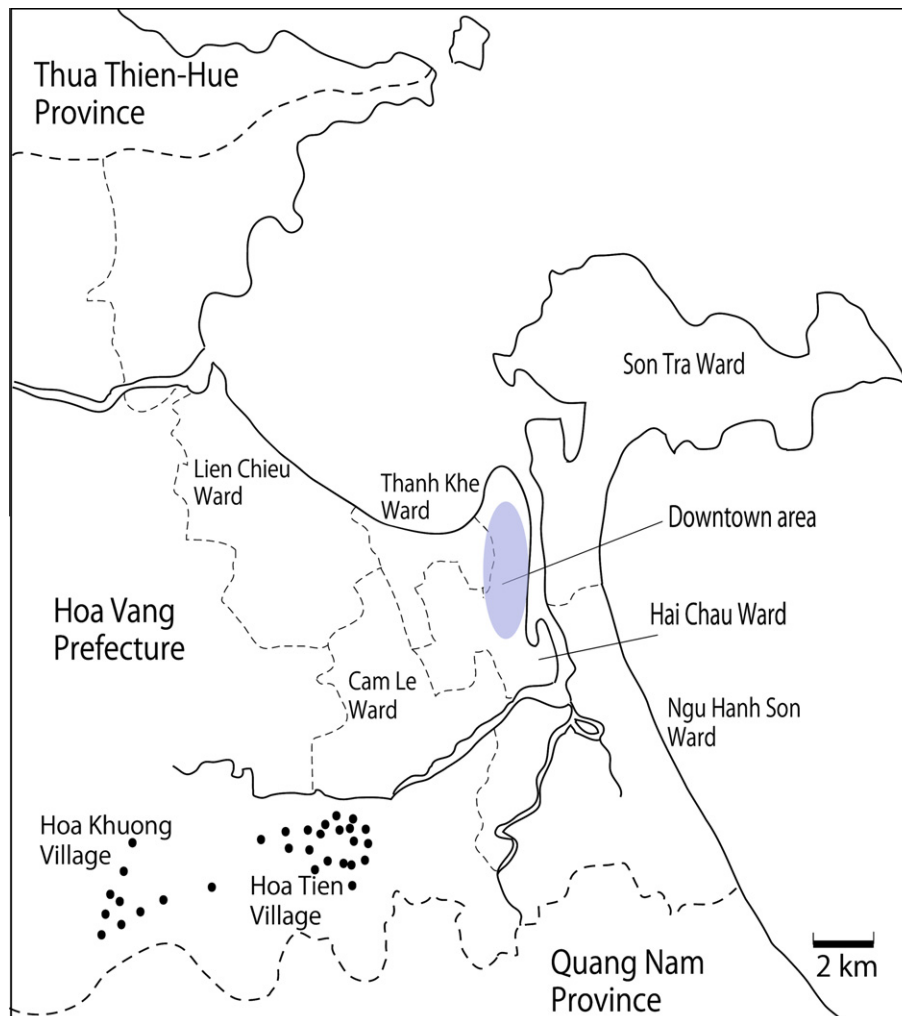 Thua Thien-Hue
Province
Son Tra Ward
Lien Chieu
Ward
Thanh Khe
Ward
Downtown area
Hoa Vang
Prefecture
Hai Chau Ward
Cam Le
Ward
Ngu Hanh Son
Ward
Hoa Khuong
Village
Hoa Tien
Village
Quang Nam
Province
2 km